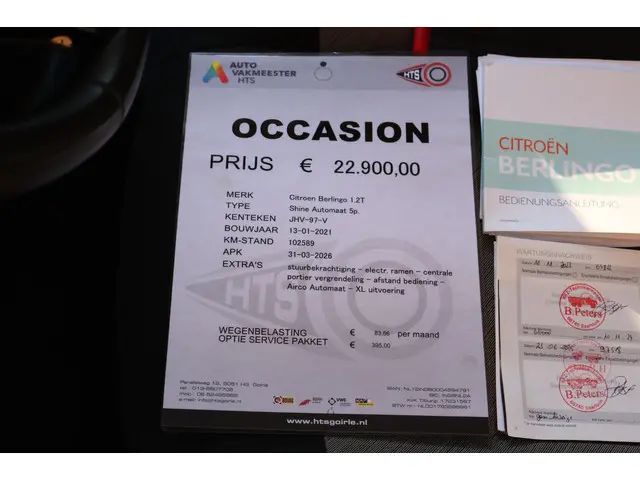 AUTO
VAKMEESTER
HTS
HTS
OCCASION
PRIJS € 22.900,00
MERK Citroen Berlingo 1.2T
TYPE Shine Automaat 5p.
KENTEKEN JHV-97-V
BOUWJAAR 13-01-2021
KM-STAND 102589
APK 31-03-2026
EXTRA'S stuurbekrachtiging - electr. ramen - centrale
portier vergrendeling - afstand bediening -
Airco Automaat - XL uitvoering
HTS
WEGENBELASTING € 83,66 per maand
OPTIE SERVICE PAKKET € 395,00
www.htsgoirle.nl
CITROËN
BERLINGO
BEDIENUNGSANLEITUNG
WARTUNGSNACHWEIS
B.Peters
B.Peters